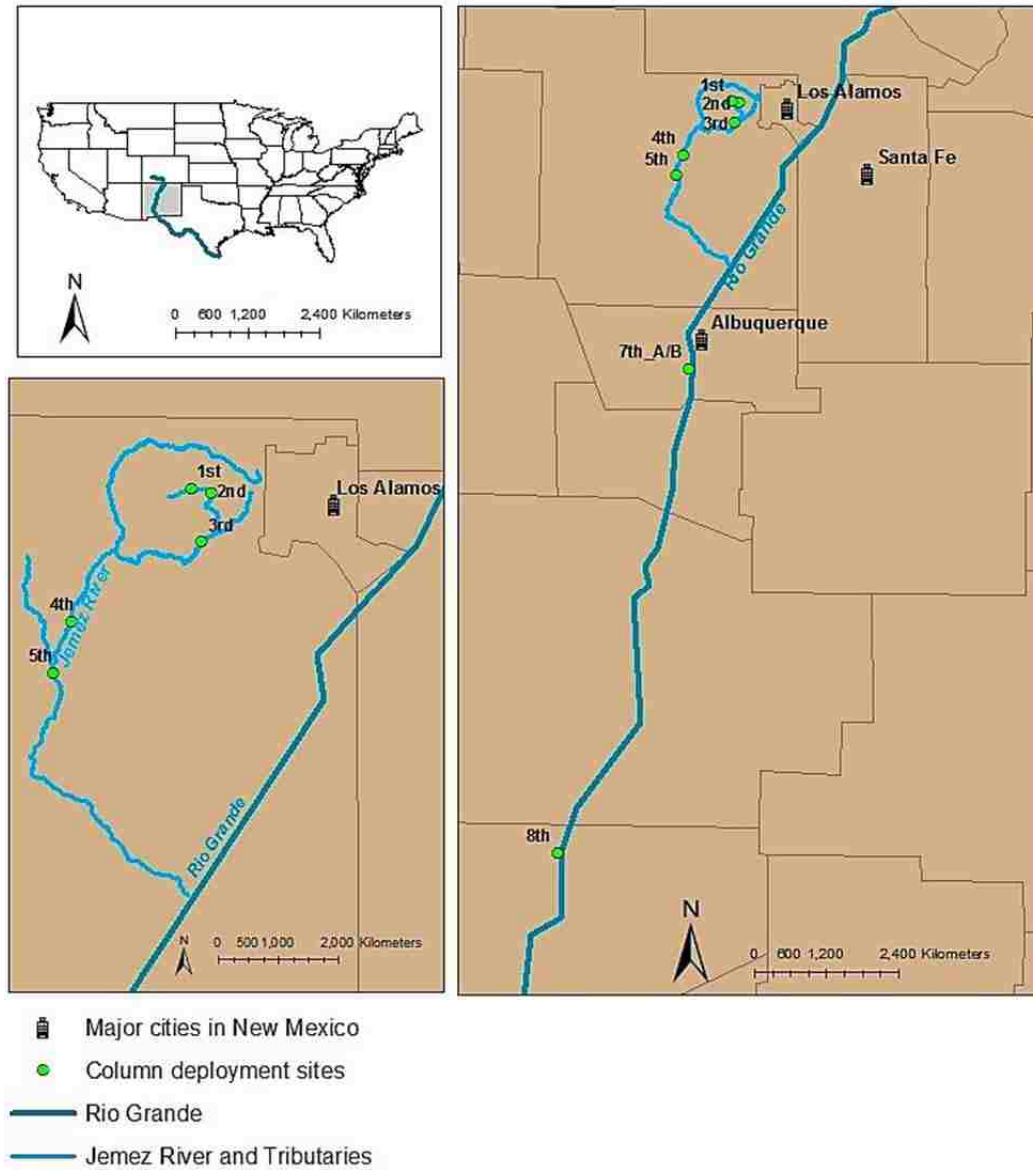 N
0 600 1,200 2,400 Kilometers
1st
2nd
3rd
Los Alamos
4th
5th
Jemez River
Rio Grande
N
0 500 1,000 2,000 Kilometers
1st
2nd
3rd
Los Alamos
4th
5th
Santa Fe
Rio Grande
Albuquerque
7th_A/B
8th
N
0 600 1,200 2,400 Kilometers
Major cities in New Mexico
Column deployment sites
Rio Grande
Jemez River and Tributaries